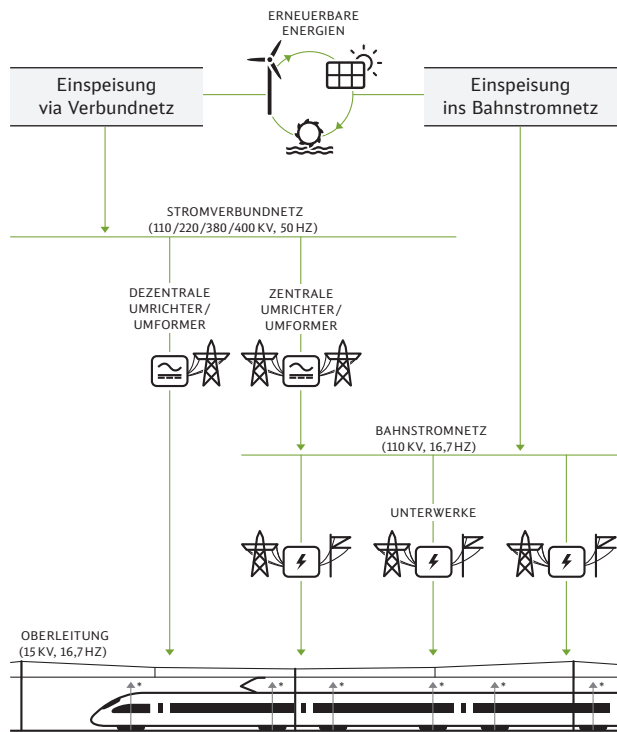 ERNEUERBARE
ENERGIEN
Einspeisung
via Verbundnetz
Einspeisung
ins Bahnstromnetz
STROMVERBUNDNETZ
(110/220/380/400 KV, 50 HZ)
DEZENTRALE
UMRICHTER/
UMFORMER
ZENTRALE
UMRICHTER/
UMFORMER
BAHNSTROMNETZ
(110 KV, 16,7 HZ)
UNTERWERKE
OBERLEITUNG
(15 KV, 16,7 HZ)
* * * * * *